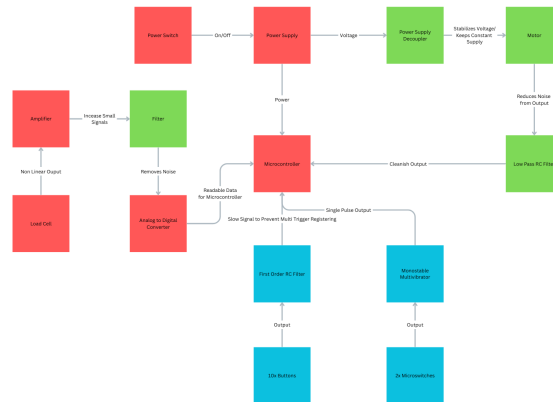 Power Switch
On/Off
Power Supply
Voltage
Power Supply
Decoupler
Stabilizes Voltage/
Keeps Constant
Supply
Motor
Power
Reduces Noise
from Output
Amplifier
Incease Small
Signals
Filter
Non Linear Ouput
Removes Noise
Microcontroller
Cleanish Output
Low Pass RC Filter
Readable Data
for Microcontroller
Load Cell
Analog to Digital
Converter
Single Pulse Output
Slow Signal to Prevent Multi Trigger Registering
First Order RC Filter
Monostable
Multivibrator
Output
Output
10x Buttons
2x Microswitches